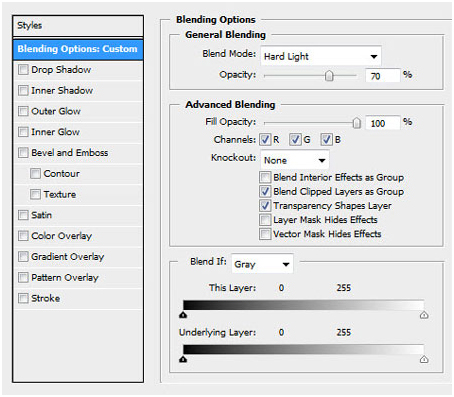 Styles
Blending Options: Custom
Drop Shadow
Inner Shadow
Outer Glow
Inner Glow
Bevel and Emboss
Contour
Texture
Satin
Color Overlay
Gradient Overlay
Pattern Overlay
Stroke
Blending Options
General Blending
Blend Mode: Hard Light
Opacity: 70 %
Advanced Blending
Fill Opacity: 100 %
Channels: R G B
Knockout: None
Blend Interior Effects as Group
Blend Clipped Layers as Group
Transparency Shapes Layer
Layer Mask Hides Effects
Vector Mask Hides Effects
Blend If: Gray
This Layer: 0 255
Underlying Layer: 0 255